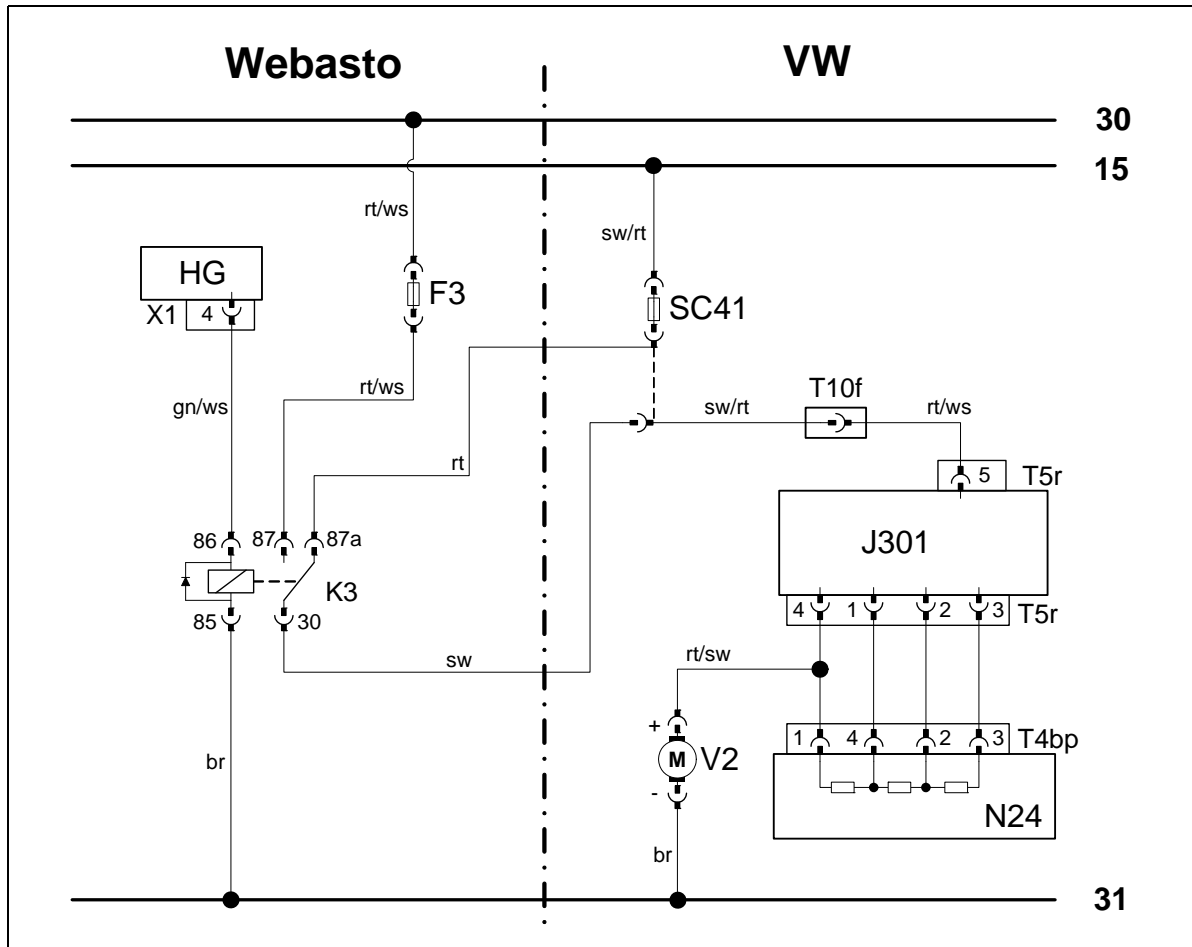 Webasto
VW
30
15
rt/ws
sw/rt
HG
F3
SC41
X1
4
T10f
rt/ws
sw/rt
rt/ws
gn/ws
rt
5
T5r
J301
86
87
87a
K3
85
30
4
1
2
3
T5r
sw
rt/sw
+
1
4
2
3
T4bp
M
V2
br
-
N24
br
31